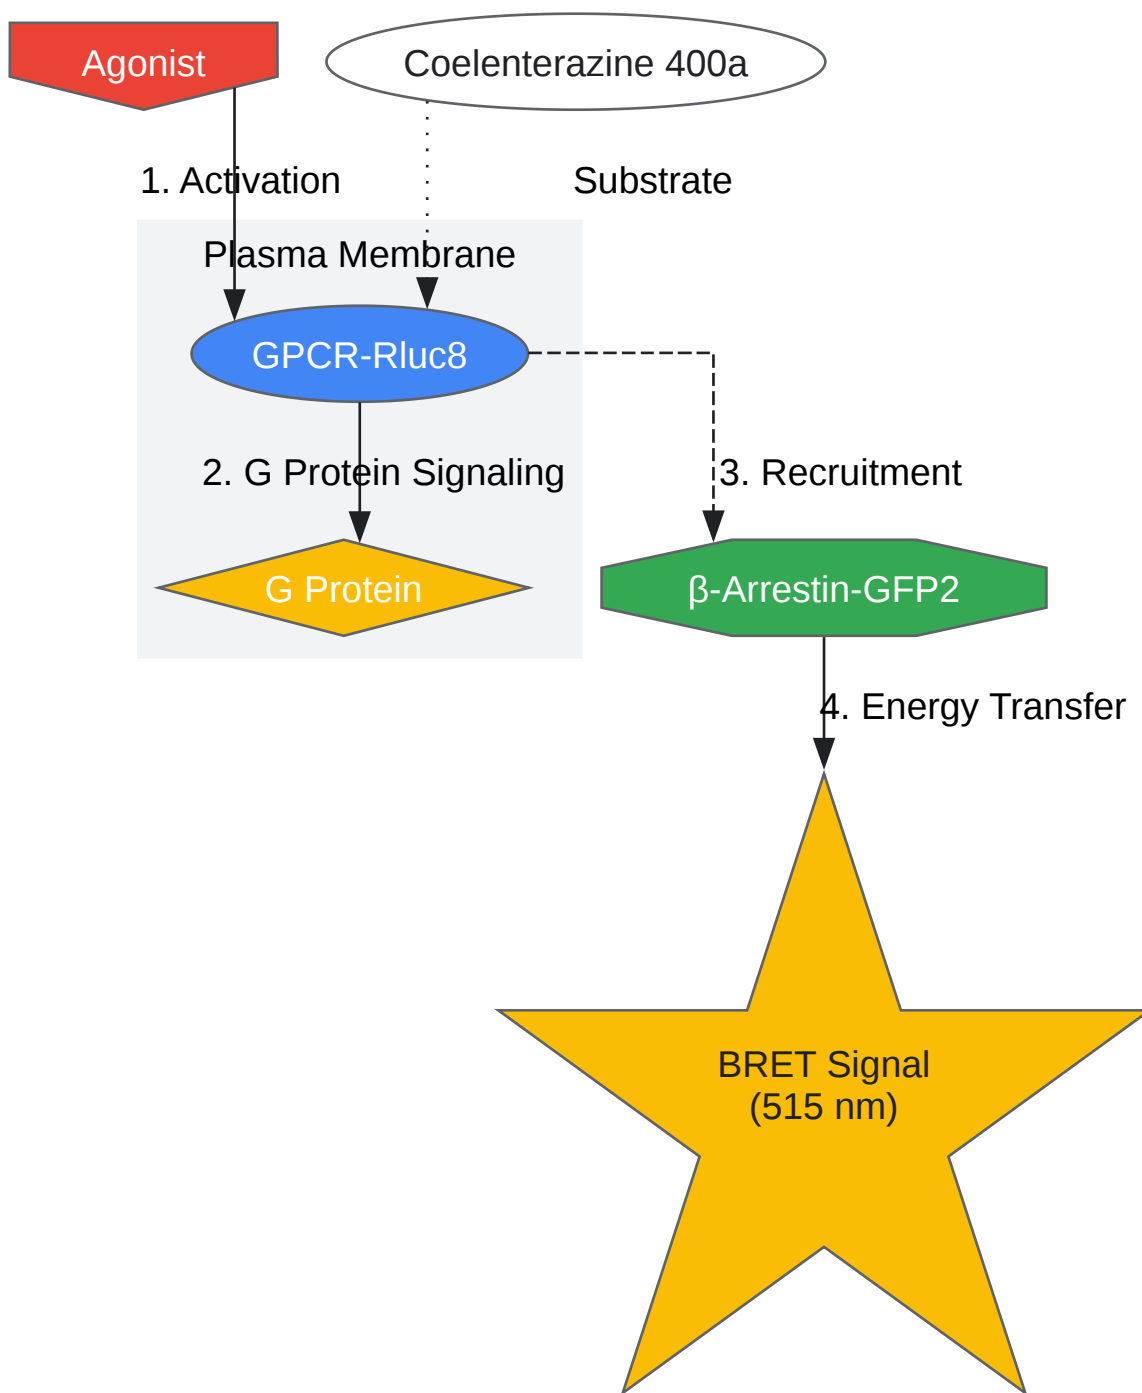 Agonist
Coelenterazine 400a
1. Activation
Substrate
Plasma Membrane
GPCR-Rluc8
2. G Protein Signaling
3. Recruitment
G Protein
β-Arrestin-GFP2
4. Energy Transfer
BRET Signal
(515 nm)